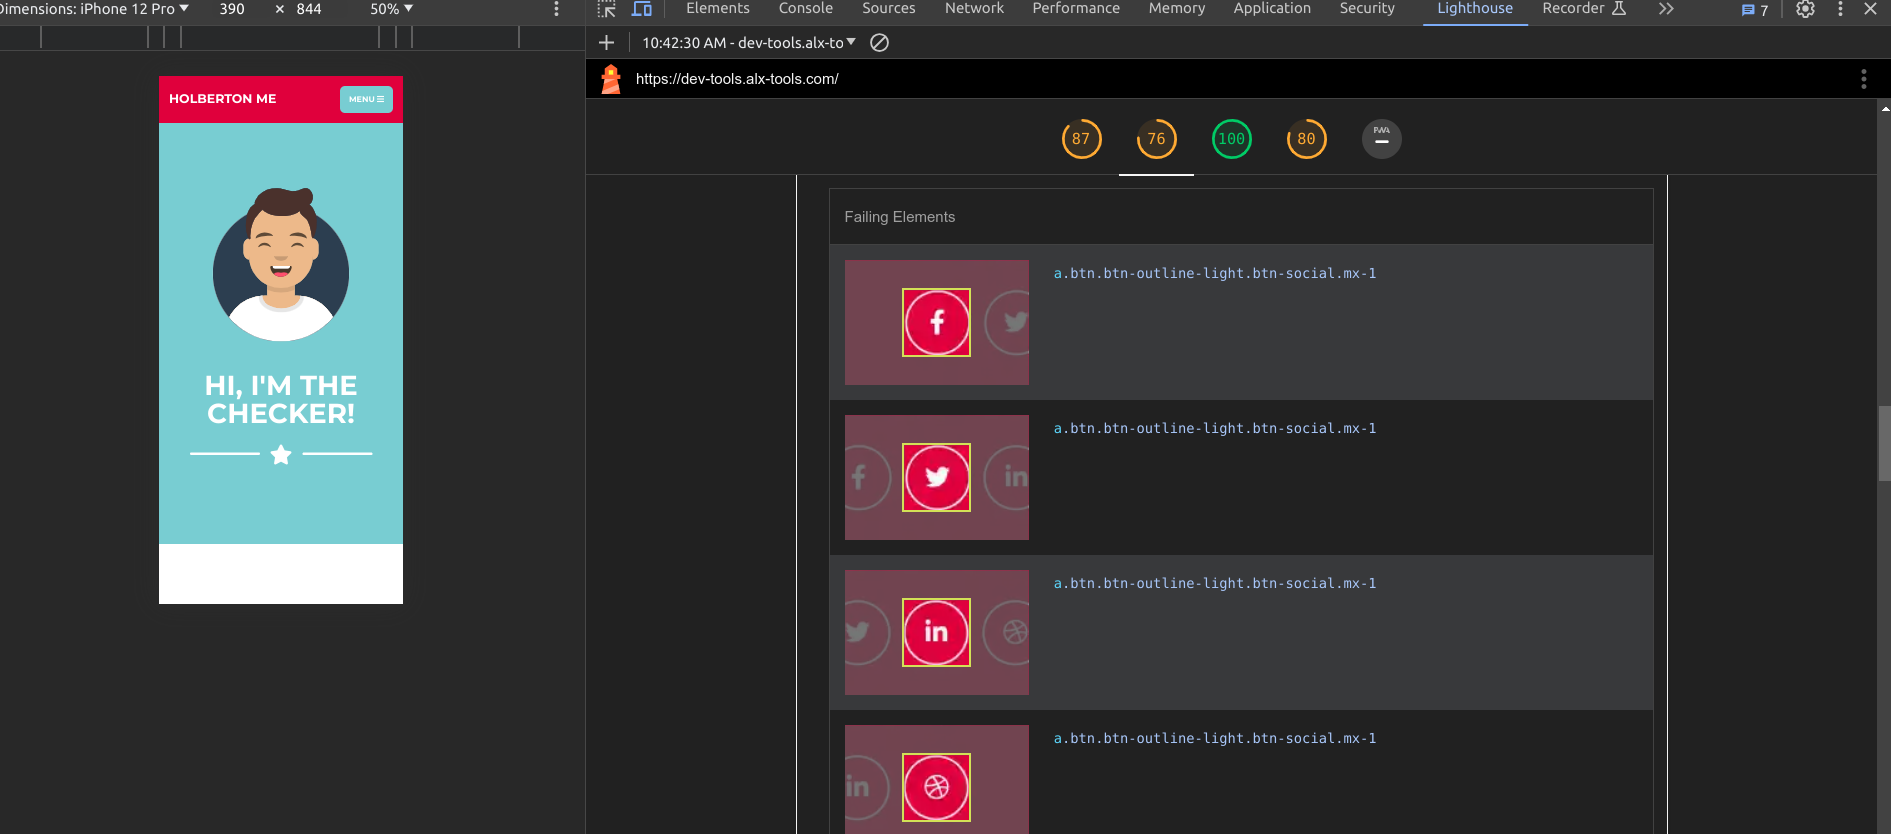 Dimensions: iPhone 12 Pro ▼ 390 × 844 50% ▼
Elements Console Sources Network Performance Memory Application Security Lighthouse Recorder 7
10:42:30 AM - dev-tools.alx-to ▼
https://dev-tools.alx-tools.com/
87 76 100 80 PWA
HOLBERTON ME
MENU
HI, I'M THE
CHECKER!
Failing Elements
a.btn.btn-outline-light.btn-social.mx-1
a.btn.btn-outline-light.btn-social.mx-1
in
a.btn.btn-outline-light.btn-social.mx-1
in
a.btn.btn-outline-light.btn-social.mx-1
in